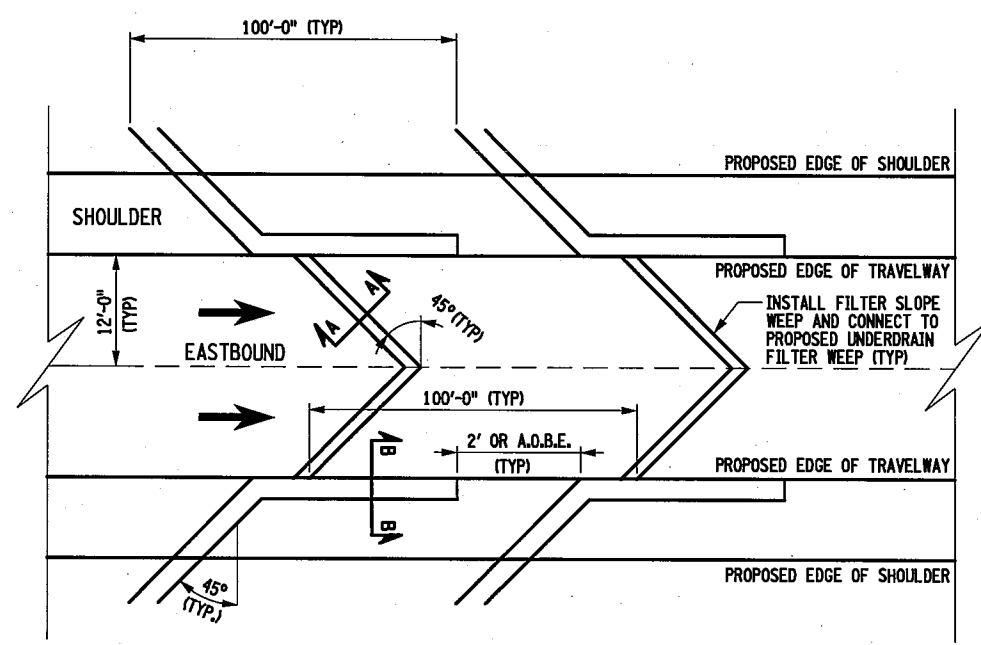 100'-0" (TYP)
PROPOSED EDGE OF SHOULDER
SHOULDER
PROPOSED EDGE OF TRAVELWAY
12'-0"
(TYP)
A
A
45° (TYP)
INSTALL FILTER SLOPE
WEEP AND CONNECT TO
PROPOSED UNDERDRAIN
FILTER WEEP (TYP)
EASTBOUND
100'-0" (TYP)
B
2' OR A.O.B.E.
(TYP)
PROPOSED EDGE OF TRAVELWAY
B
45°
(TYP.)
PROPOSED EDGE OF SHOULDER